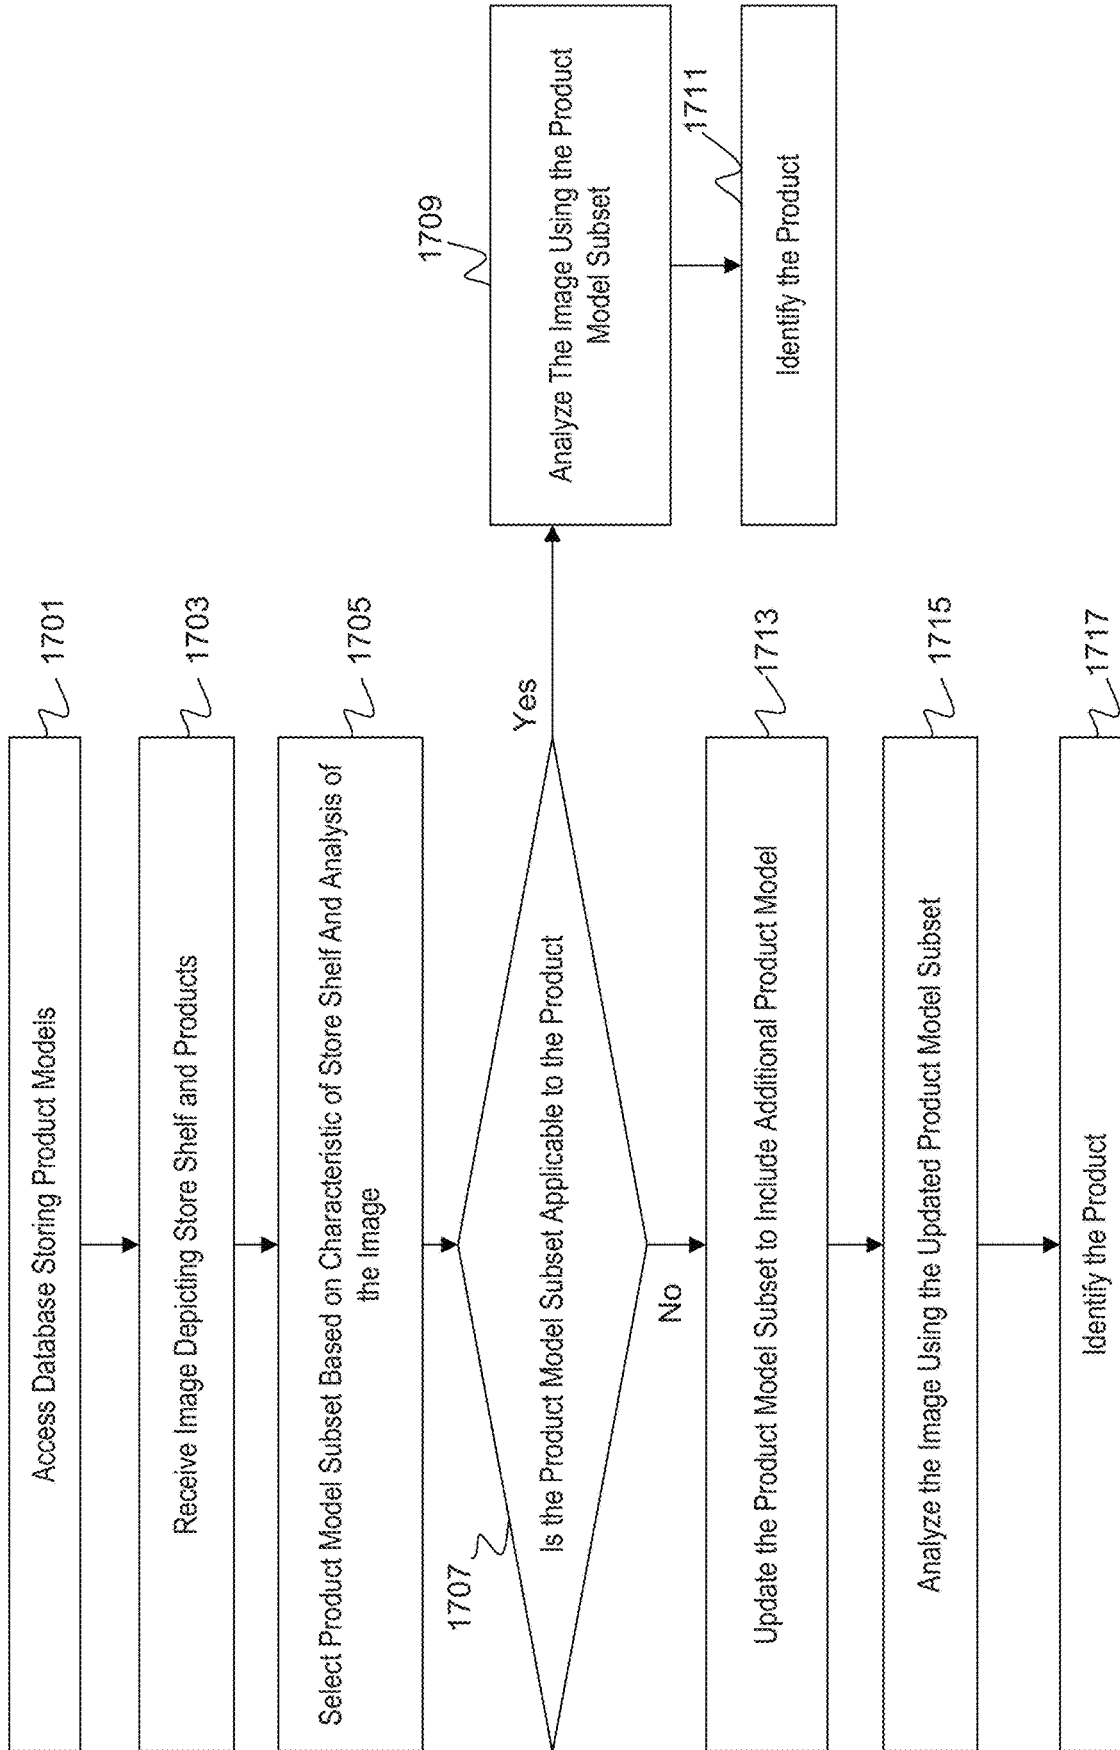 Access Database Storing Product Models
1701
Receive Image Depicting Store Shelf and Products
1703
Select Product Model Subset Based on Characteristic of Store Shelf And Analysis of
the Image
1705
1707
Is the Product Model Subset Applicable to the Product
Yes
1709
Analyze The Image Using the Product
Model Subset
1711
Identify the Product
No
Update the Product Model Subset to Include Additional Product Model
1713
Analyze the Image Using the Updated Product Model Subset
1715
Identify the Product
1717